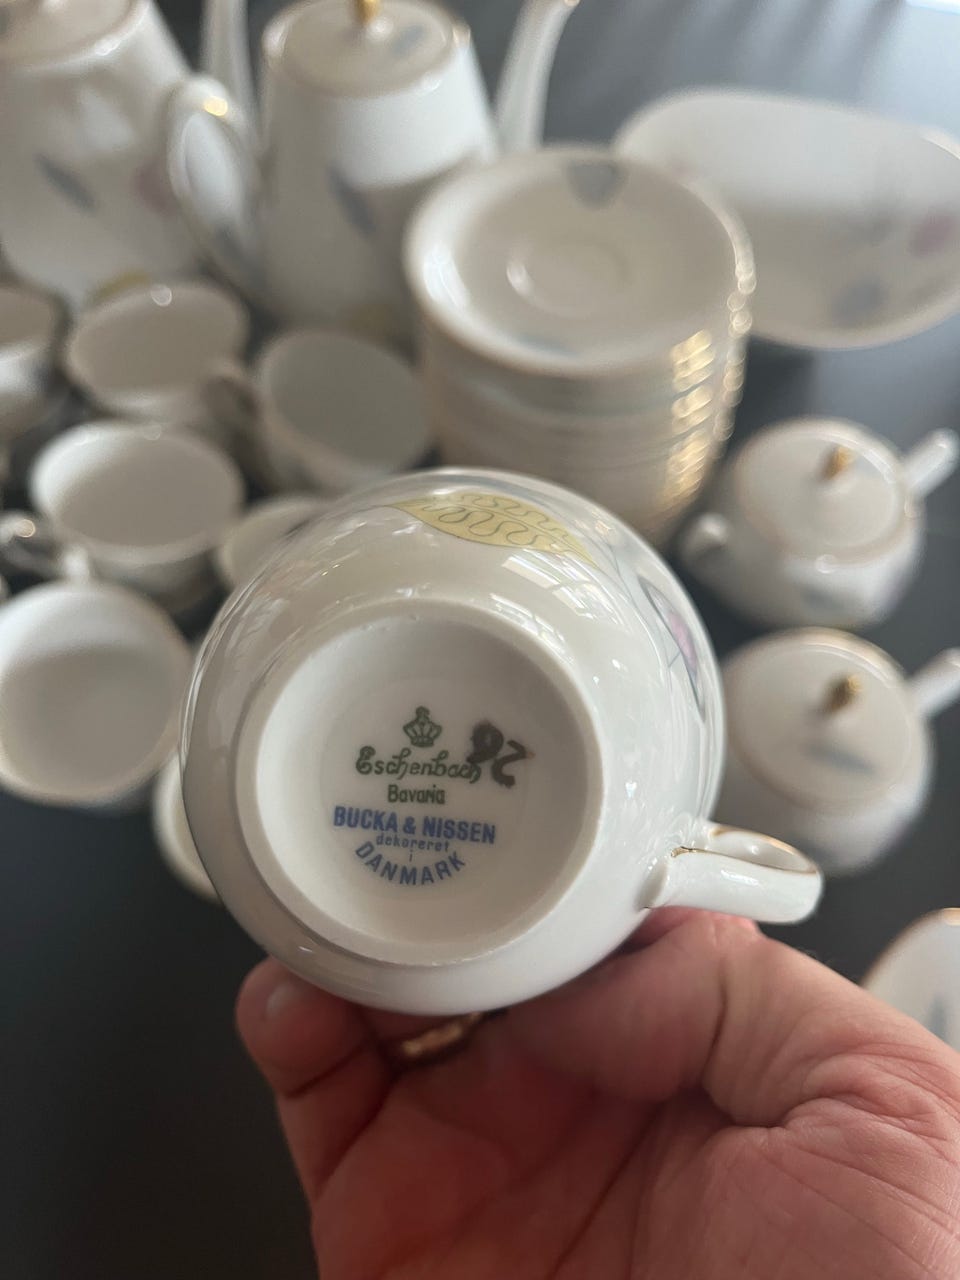 Eschenbach
Bavaria
BUCKA & NISSEN
dekoreret
i
DANMARK